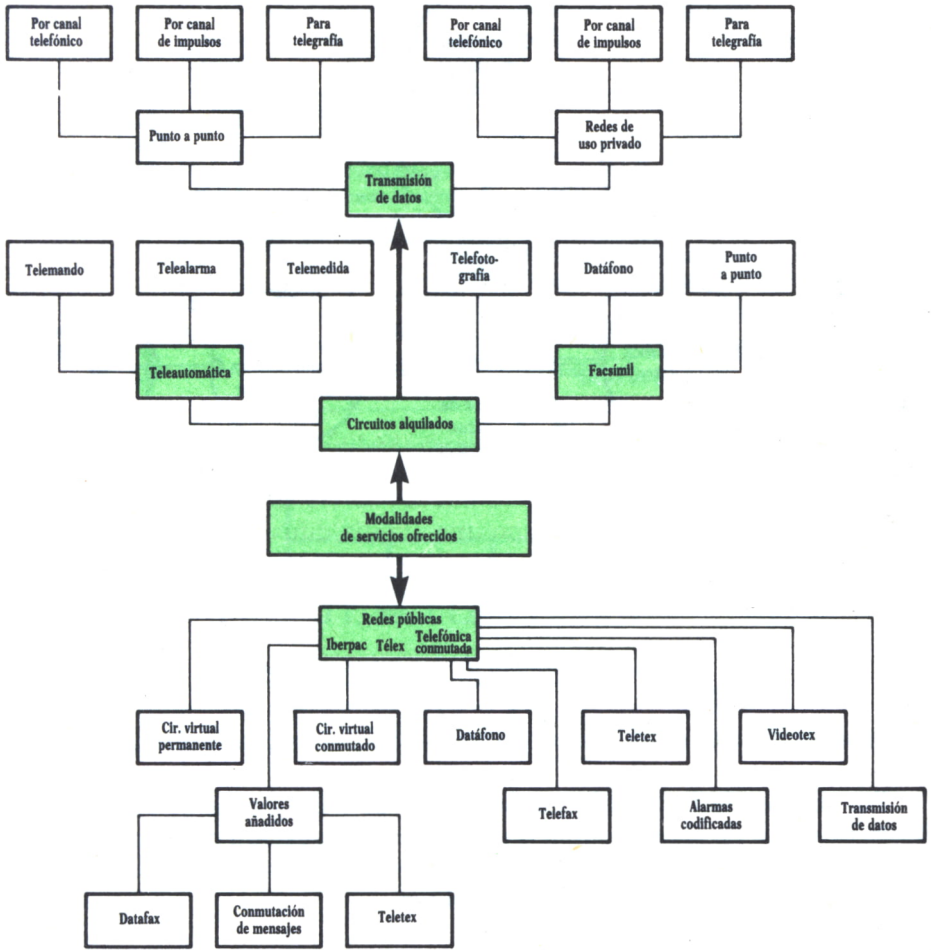 Por canal
telefónico
Por canal
de impulsos
Para
telegrafía
Por canal
telefónico
Por canal
de impulsos
Para
telegrafía
Punto a punto
Redes de
uso privado
Transmisión
de datos
Telemando
Telealarma
Telemedida
Telefoto-
grafía
Datáfono
Punto
a punto
Teleautomática
Facsímil
Circuitos alquilados
Modalidades
de servicios ofrecidos
Redes públicas
Iberpac Télex Telefónica
conmutada
Cir. virtual
permanente
Cir. virtual
conmutado
Datáfono
Teletex
Videotex
Valores
añadidos
Telefax
Alarmas
codificadas
Transmisión
de datos
Datafax
Conmutación
de mensajes
Teletex